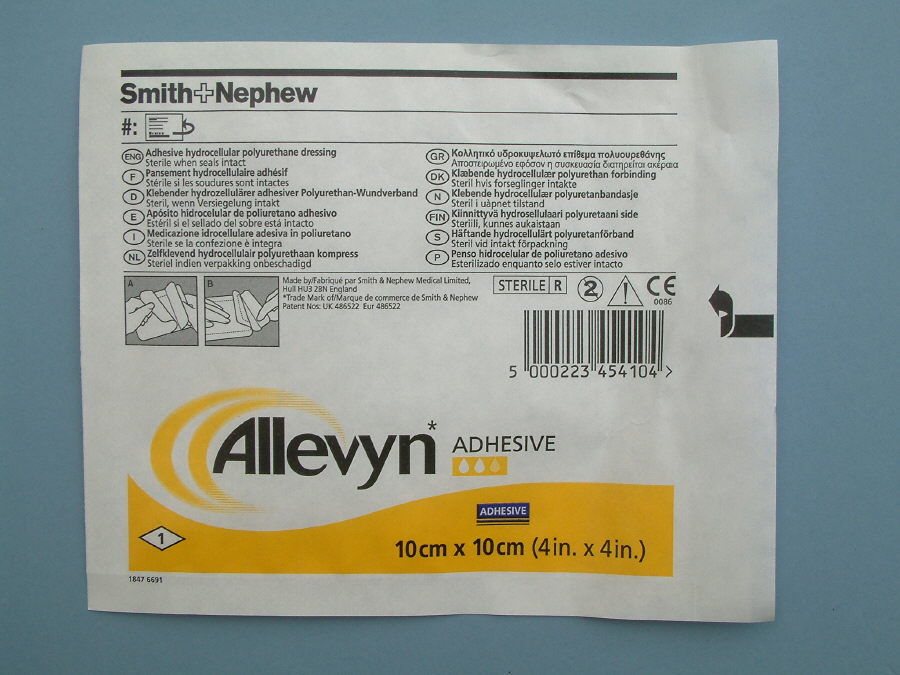 Smith+Nephew
#:
ENG Adhesive hydrocellular polyurethane dressing
Sterile when seals intact
F Pansement hydrocellulaire adhésif
Stérile si les soudures sont intactes
D Klebender hydrozellulärer adhesiver Polyurethan-Wundverband
Steril, wenn Versiegelung intakt
E Apósito hidrocelular de poliuretano adhesivo
Estéril si el sellado del sobre está intacto
I Medicazione idrocellulare adesiva in poliuretano
Sterile se la confezione è integra
NL Zelfklevend hydrocellulair polyurethaan kompress
Steriel indien verpakking onbeschadigd
GR Κολλητικό υδροκυψελωτό επίθεμα πολυουρεθάνης
Αποστειρωμένο εφόσον η συσκευασία διατηρείται ακέραια
DK Klæbende hydrocellulær polyurethan forbinding
Steril hvis forseglinger intakte
N Klebende hydrocellulær polyuretanbandasje
Steril i uåpnet tilstand
FIN Kiinnittyvä hydrosellulaari polyuretaani side
Steriili, kunnes aukaistaan
S Häftande hydrocellulärt polyuretanförband
Steril vid intakt förpackning
P Penso hidrocelular de poliuretano adesivo
Esterilizado enquanto selo estiver intacto
A
B
Made by/Fabriqué par Smith & Nephew Medical Limited,
Hull HU3 2BN England
*Trade Mark of/Marque de commerce de Smith & Nephew
Patent Nos: UK 486522 Eur 486522
STERILE R
2
CE
0086
5 000223 454104 >
Allevyn* ADHESIVE
ADHESIVE
1
10cm x 10cm (4in. x 4in.)
1847 6691